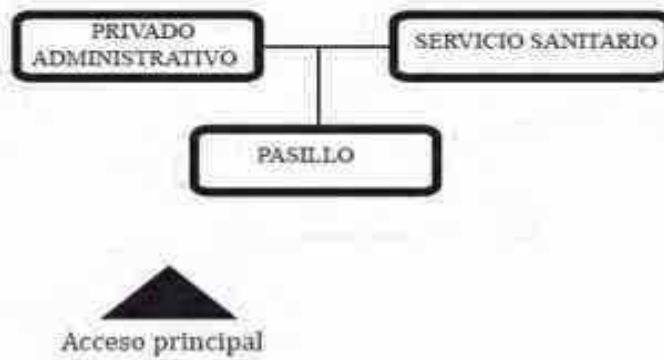 PRIVADO
ADMINISTRATIVO
SERVICIO SANITARIO
PASILLO
Acceso principal